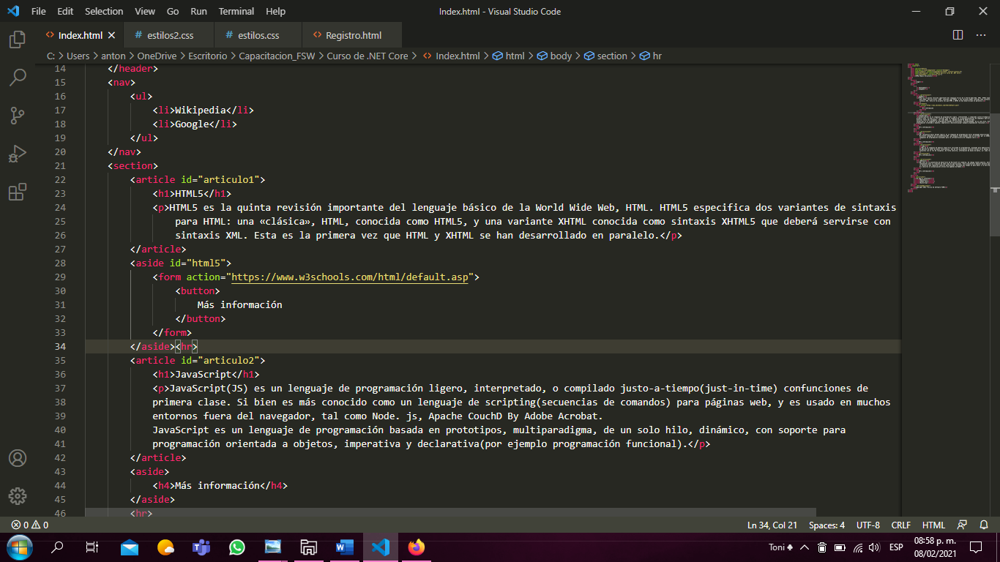 File Edit Selection View Go Run Terminal Help Index.html - Visual Studio Code
Index.html estilos2.css estilos.css Registro.html
C: > Users > anton > OneDrive > Escritorio > Capacitacion_FSW > Curso de .NET Core > Index.html > html > body > section > hr
14 </header>
15 <nav>
16 <ul>
17 <li>Wikipedia</li>
18 <li>Google</li>
19 </ul>
20 </nav>
21 <section>
22 <article id="articulo1">
23 <h1>HTML5</h1>
24 <p>HTML5 es la quinta revisión importante del lenguaje básico de la World Wide Web, HTML. HTML5 especifica dos variantes de sintaxis
25 para HTML: una «clásica», HTML, conocida como HTML5, y una variante XHTML conocida como sintaxis XHTML5 que deberá servirse con
26 sintaxis XML. Esta es la primera vez que HTML y XHTML se han desarrollado en paralelo.</p>
27 </article>
28 <aside id="html5">
29 <form action="https://www.w3schools.com/html/default.asp">
30 <button>
31 Más información
32 </button>
33 </form>
34 </aside><hr>
35 <article id="articulo2">
36 <h1>JavaScript</h1>
37 <p>JavaScript(JS) es un lenguaje de programación ligero, interpretado, o compilado justo-a-tiempo(just-in-time) confunciones de
38 primera clase. Si bien es más conocido como un lenguaje de scripting(secuencias de comandos) para páginas web, y es usado en muchos
39 entornos fuera del navegador, tal como Node. js, Apache CouchD By Adobe Acrobat.
40 JavaScript es un lenguaje de programación basada en prototipos, multiparadigma, de un solo hilo, dinámico, con soporte para
41 programación orientada a objetos, imperativa y declarativa(por ejemplo programación funcional).</p>
42 </article>
43 <aside>
44 <h4>Más información</h4>
45 </aside>
46 <hr>
0 0 Ln 34, Col 21 Spaces: 4 UTF-8 CRLF HTML
Toni ESP 08:58 p. m.
08/02/2021